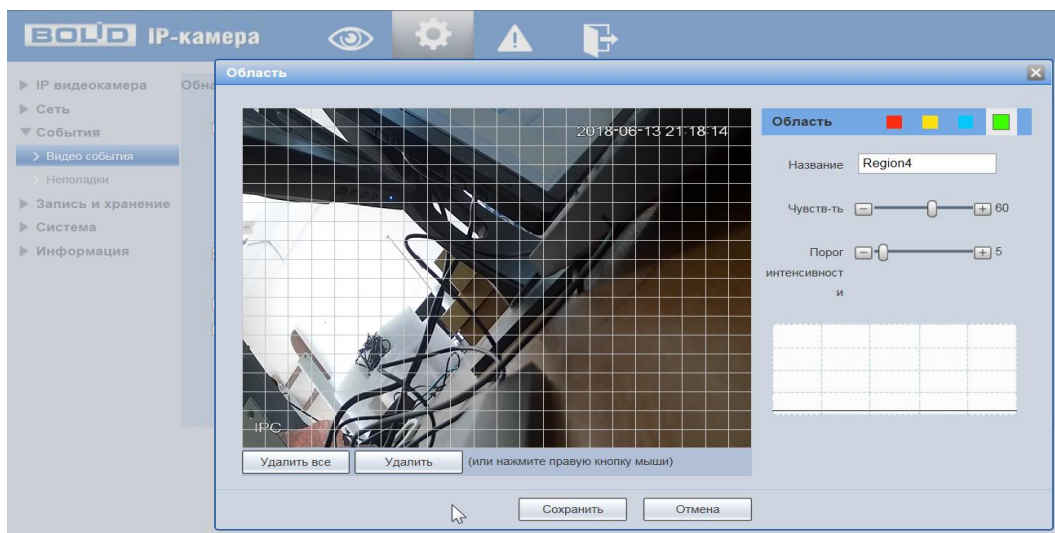 BOLID IP-камера
Область
IP видеокамера
Сеть
События
Видео события
Неполадки
Запись и хранение
Система
Информация
2018-06-13 21:18:14
IPC
Удалить все
Удалить
(или нажмите правую кнопку мыши)
Область
Название
Region4
Чувств-ть
60
Порог
5
интенсивност
и
Сохранить
Отмена